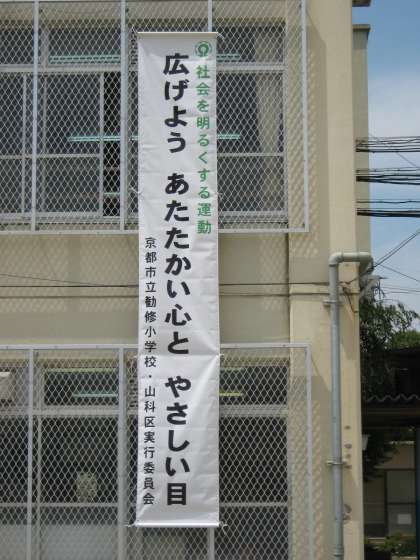 社会を明るくする運動
広げよう あたたかい心と やさしい目
京都市立勧修小学校・山科区実行委員会